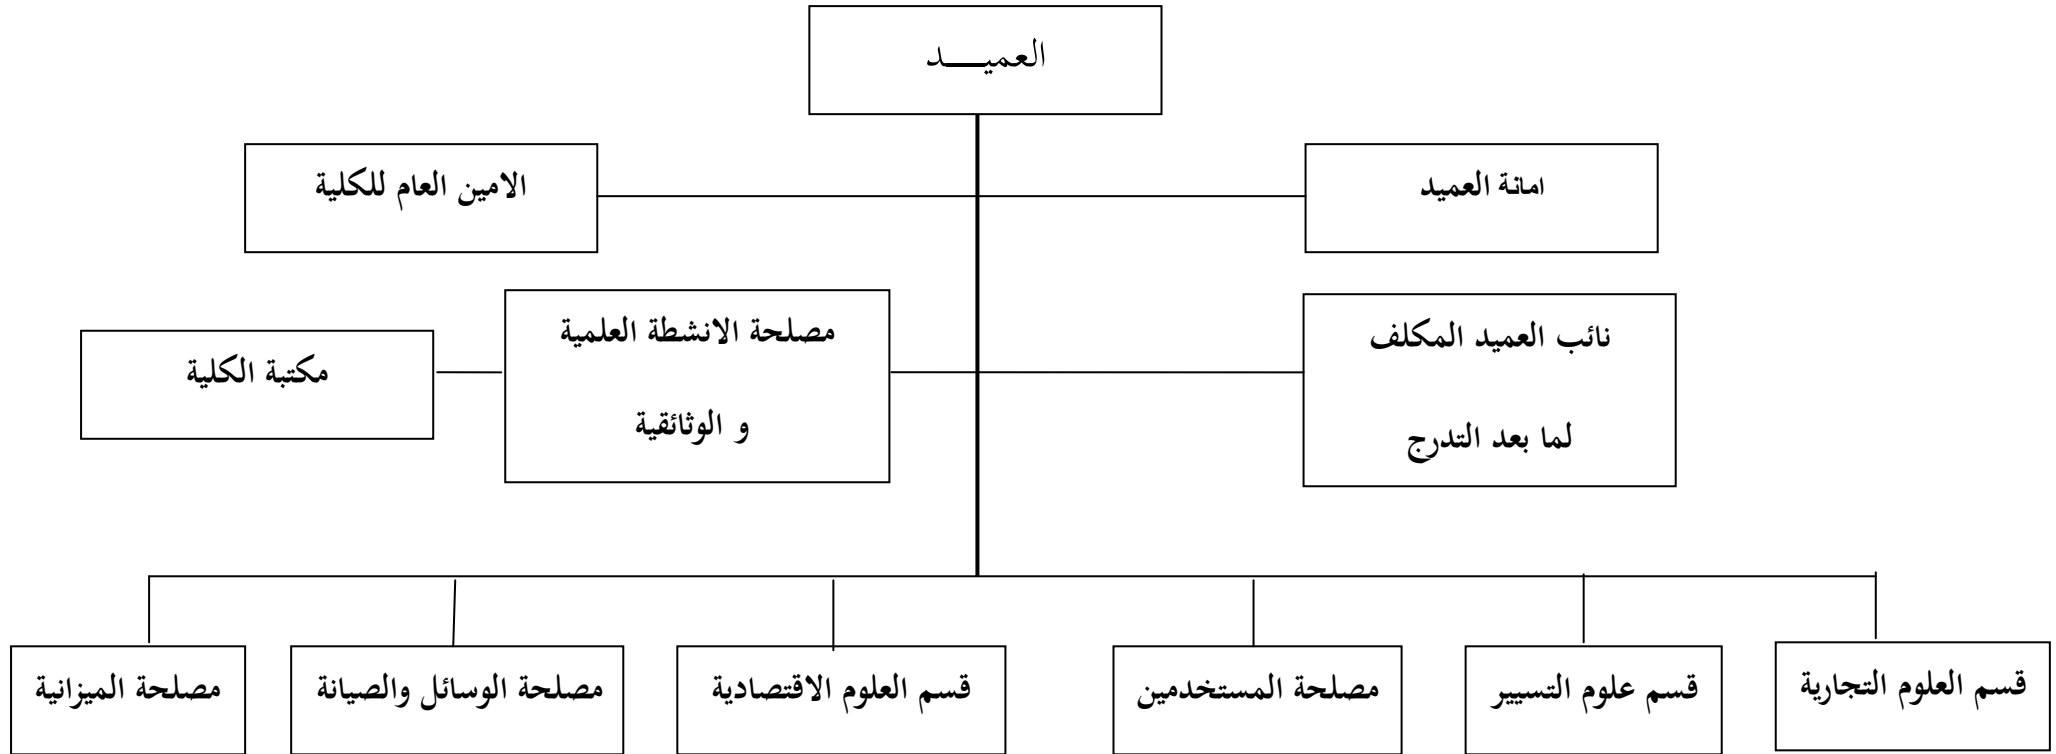 العميـــــد
امانة العميد
الامين العام للكلية
نائب العميد المكلف
لما بعد التدرج
مصلحة الانشطة العلمية
و الوثائقية
مكتبة الكلية
قسم العلوم التجارية
قسم علوم التسيير
مصلحة المستخدمين
قسم العلوم الاقتصادية
مصلحة الوسائل والصيانة
مصلحة الميزانية